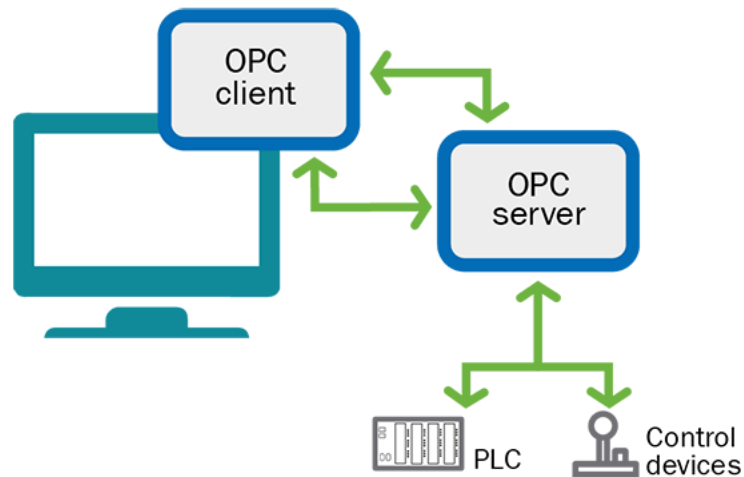 OPC
client
OPC
server
PLC
Control
devices